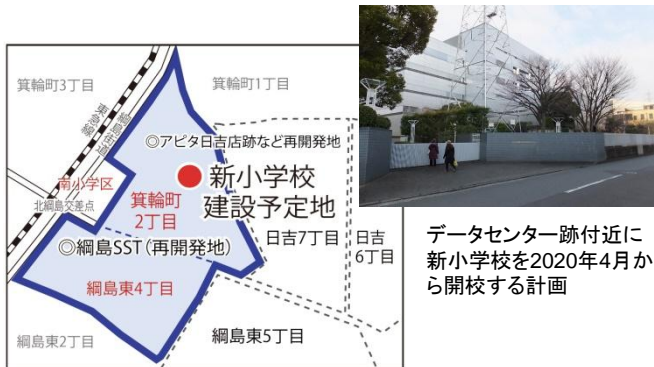 箕輪町3丁目
箕輪町1丁目
綱島街道
東急線
◎アピタ日吉店跡など再開発地
新小学校
建設予定地
南小学区
北綱島交差点
箕輪町
2丁目
日吉7丁目
日吉
6丁目
◎綱島SST(再開発地)
綱島東4丁目
綱島東2丁目
綱島東5丁目
データセンター跡付近に
新小学校を2020年4月か
ら開校する計画